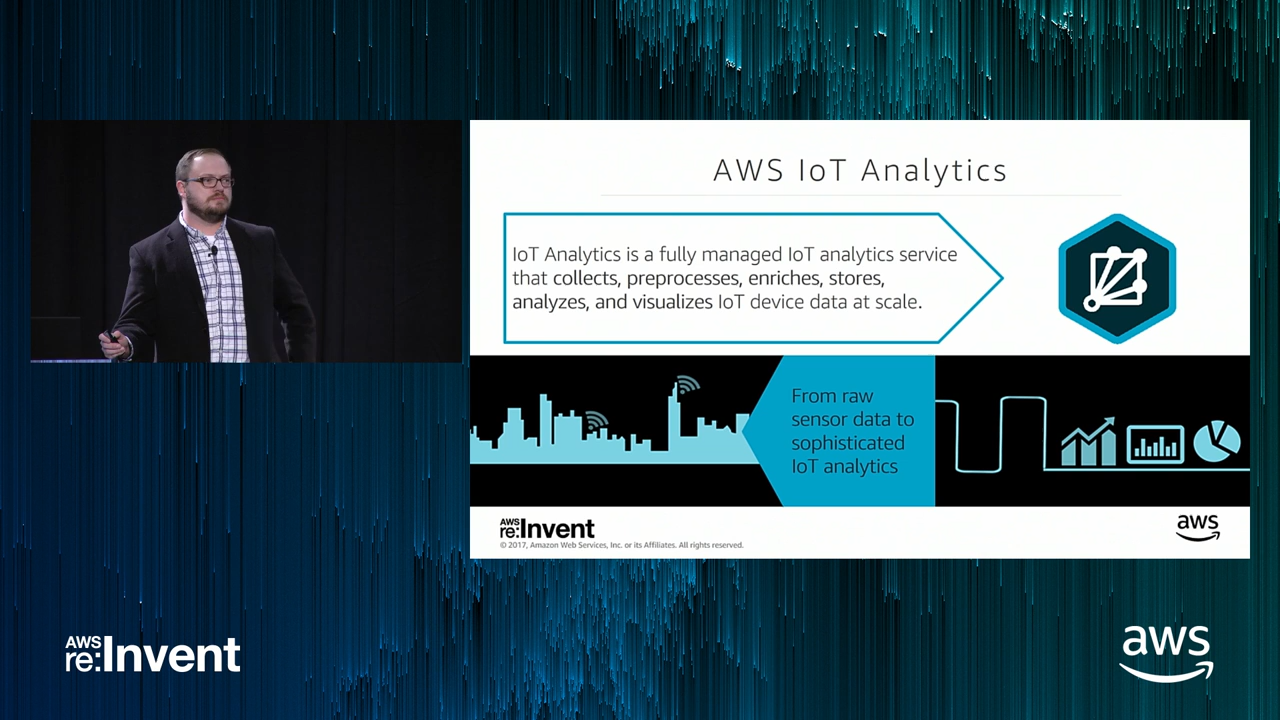 AWS IoT Analytics
IoT Analytics is a fully managed IoT analytics service
that collects, preprocesses, enriches, stores,
analyzes, and visualizes IoT device data at scale.
From raw
sensor data to
sophisticated
IoT analytics
AWS
re:Invent
© 2017, Amazon Web Services, Inc. or its Affiliates. All rights reserved.
aws
AWS
re:Invent
aws